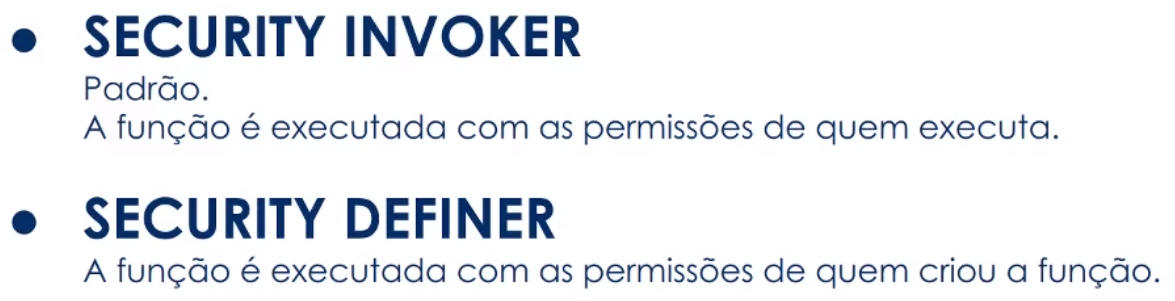 ● SECURITY INVOKER
Padrão.
A função é executada com as permissões de quem executa.
● SECURITY DEFINER
A função é executada com as permissões de quem criou a função.